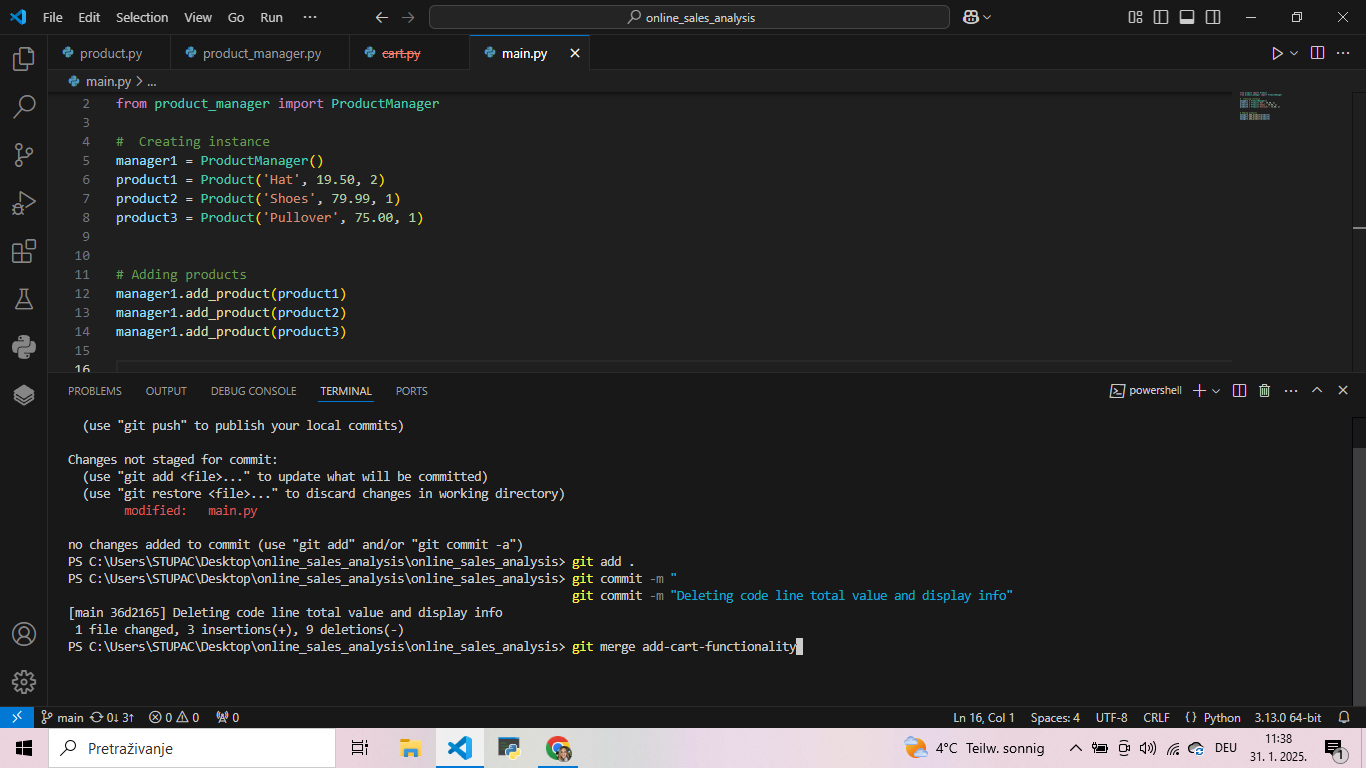 File Edit Selection View Go Run ··· online_sales_analysis
product.py product_manager.py cart.py main.py
main.py > ...
2 from product_manager import ProductManager
3
4 #  Creating instance
5 manager1 = ProductManager()
6 product1 = Product('Hat', 19.50, 2)
7 product2 = Product('Shoes', 79.99, 1)
8 product3 = Product('Pullover', 75.00, 1)
9
10
11 # Adding products
12 manager1.add_product(product1)
13 manager1.add_product(product2)
14 manager1.add_product(product3)
15
16
PROBLEMS OUTPUT DEBUG CONSOLE TERMINAL PORTS powershell
(use "git push" to publish your local commits)
Changes not staged for commit:
(use "git add <file>..." to update what will be committed)
(use "git restore <file>..." to discard changes in working directory)
modified:   main.py
no changes added to commit (use "git add" and/or "git commit -a")
PS C:\Users\STUPAC\Desktop\online_sales_analysis\online_sales_analysis> git add .
PS C:\Users\STUPAC\Desktop\online_sales_analysis\online_sales_analysis> git commit -m "
git commit -m "Deleting code line total value and display info"
[main 36d2165] Deleting code line total value and display info
1 file changed, 3 insertions(+), 9 deletions(-)
PS C:\Users\STUPAC\Desktop\online_sales_analysis\online_sales_analysis> git merge add-cart-functionality
main 0↓ 3↑ 0 0 0 Ln 16, Col 1 Spaces: 4 UTF-8 CRLF {} Python 3.13.0 64-bit
Pretraživanje 4°C Teilw. sonnig DEU 11:38
31. 1. 2025. 1